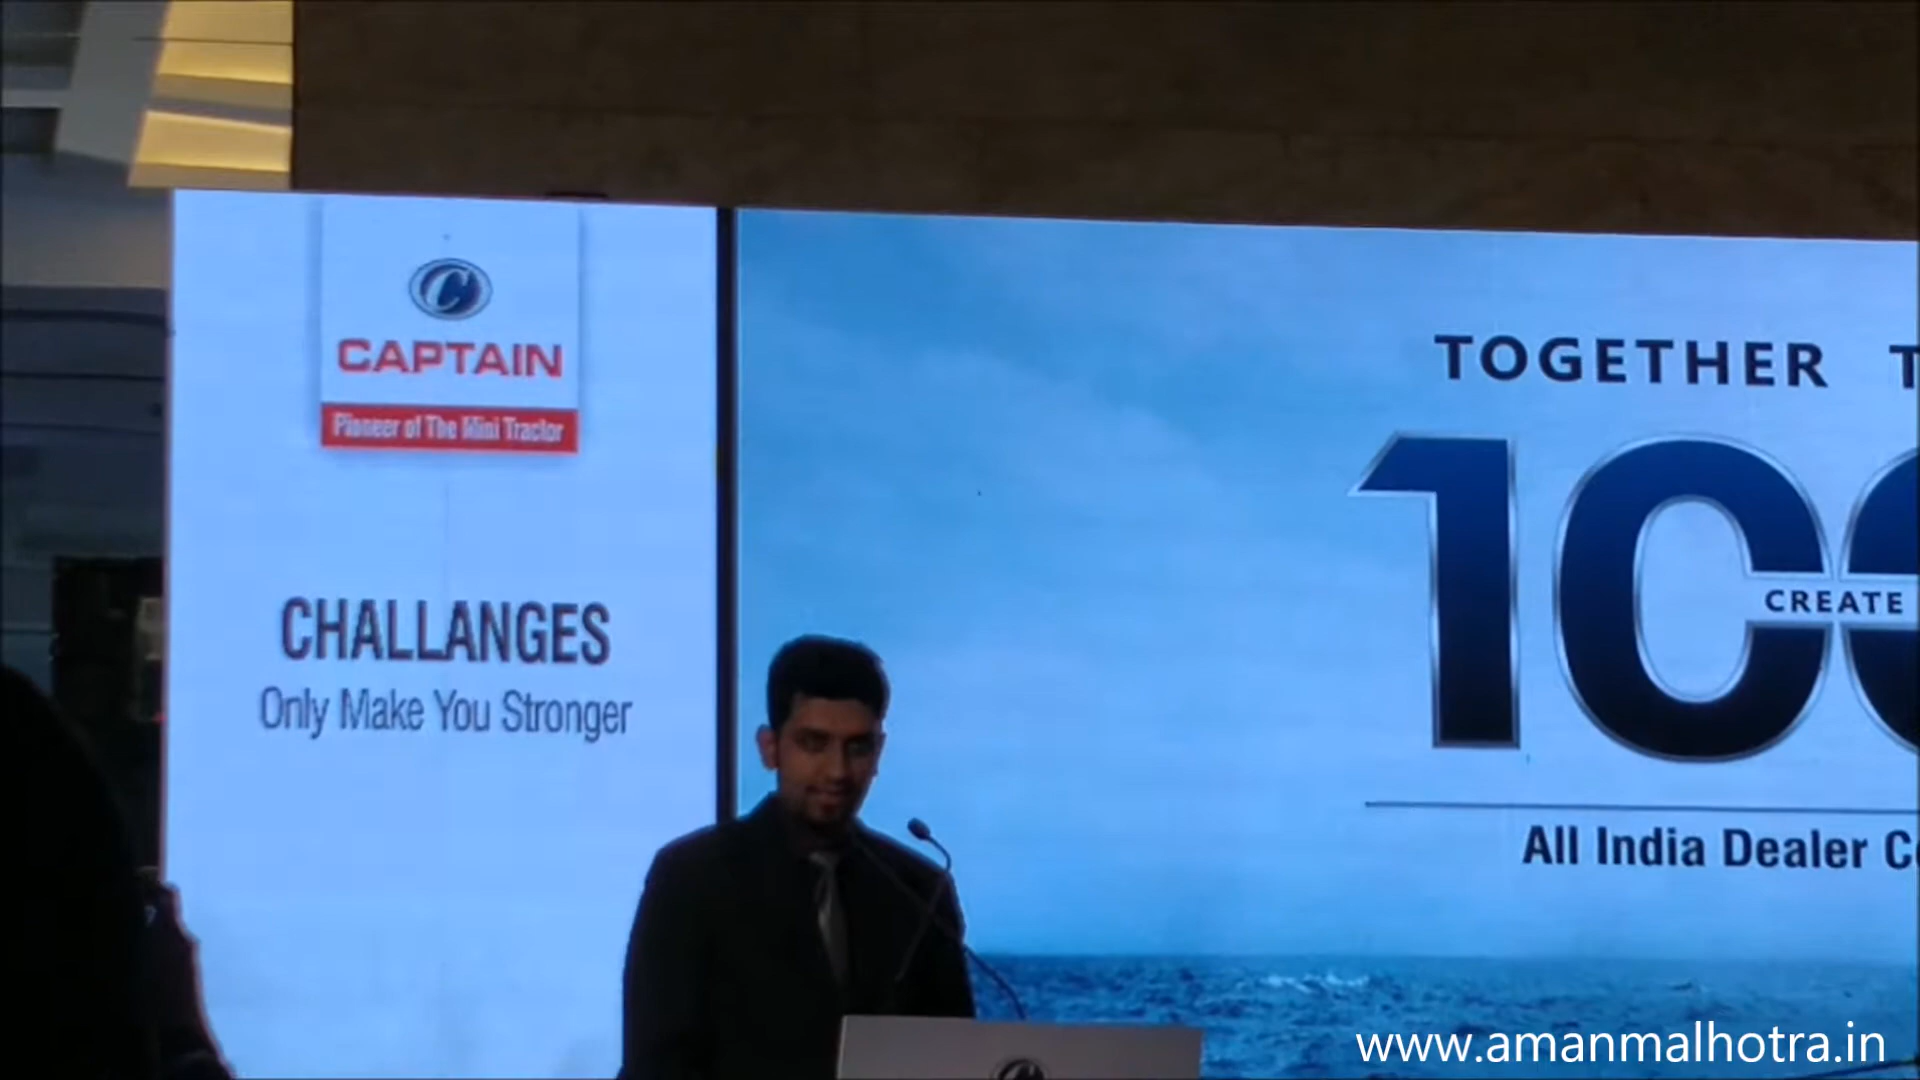 C
CAPTAIN
Pioneer of The Mini Tractor
CHALLANGES
Only Make You Stronger
TOGETHER
CREATE
All India Dealer
www.amanmalhotra.in